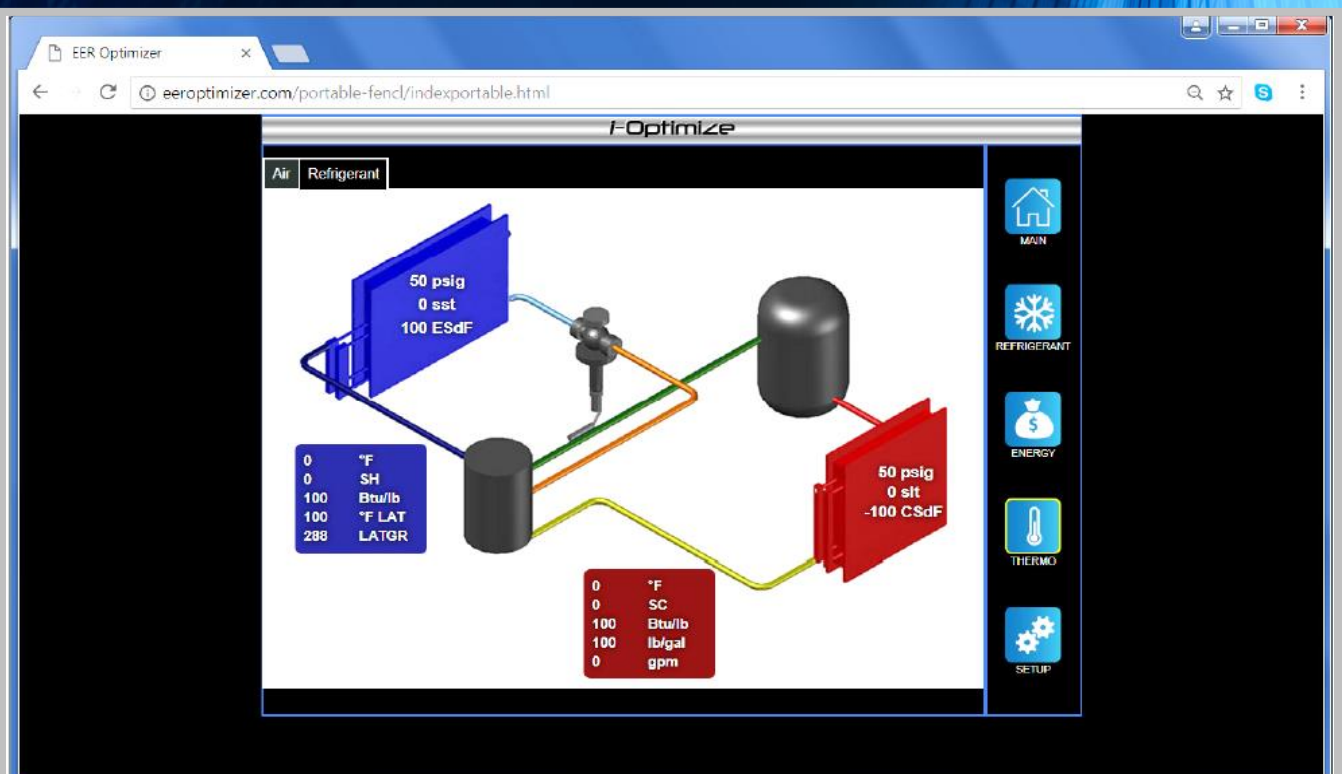 EER Optimizer
eeroptimizer.com/portable-fencl/indexportable.html
i-Optimize
Air Refrigerant
MAIN
50 psig
0 sst
100 ESdF
REFRIGERANT
ENERGY
0 °F
0 SH
100 Btu/lb
100 °F LAT
288 LATGR
50 psig
0 slt
-100 CSdF
THERMO
0 °F
0 SC
100 Btu/lb
100 lb/gal
0 gpm
SETUP